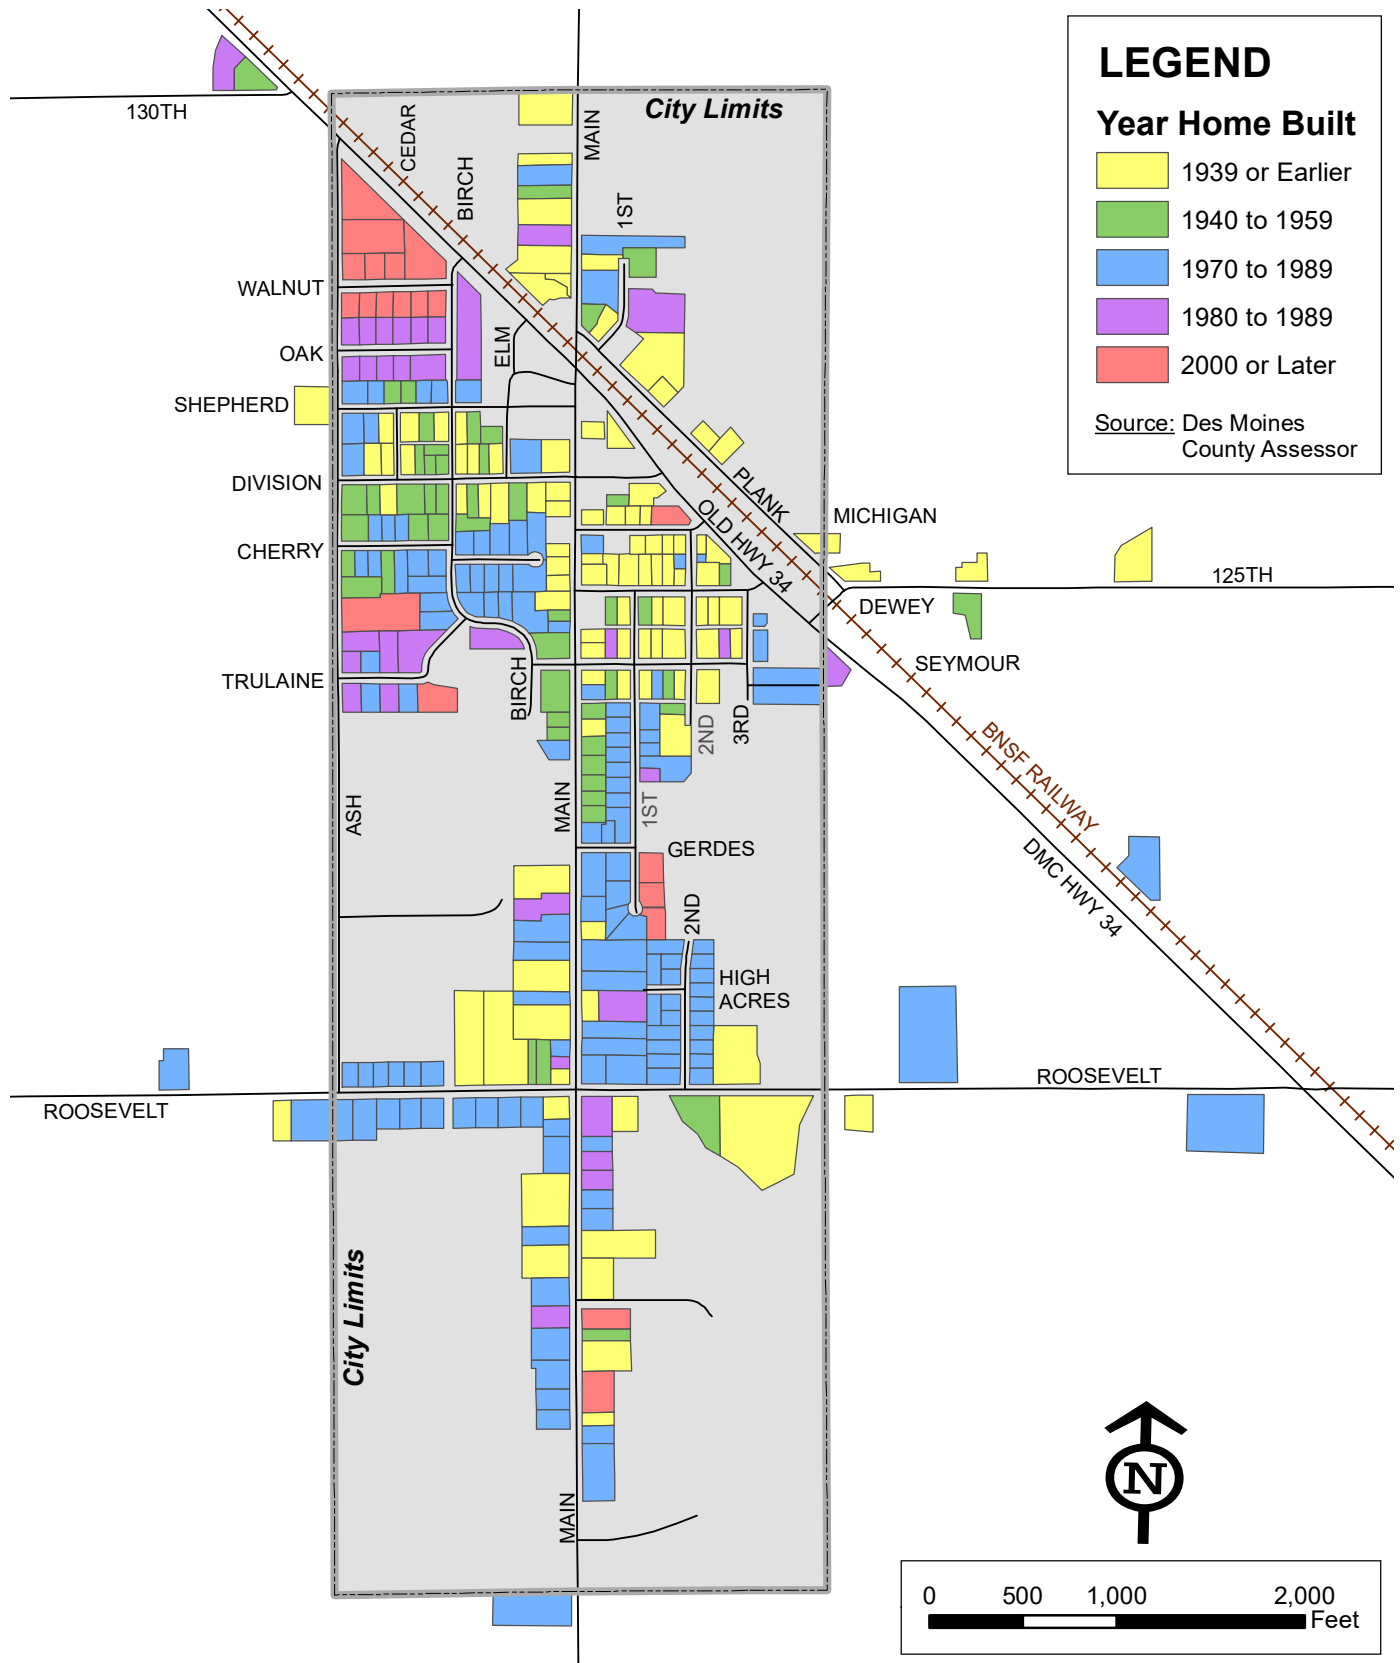 LEGEND
Year Home Built
1939 or Earlier
1940 to 1959
1970 to 1989
1980 to 1989
2000 or Later
Source: Des Moines
County Assessor
City Limits
130TH
CEDAR
BIRCH
MAIN
1ST
WALNUT
ELM
OAK
SHEPHERD
DIVISION
PLANK
OLD HWY 34
MICHIGAN
CHERRY
125TH
DEWEY
SEYMOUR
TRULAINE
BIRCH
2ND
3RD
BNSF RAILWAY
ASH
MAIN
1ST
GERDES
DMC HWY 34
2ND
HIGH
ACRES
ROOSEVELT
ROOSEVELT
City Limits
MAIN
N
0 500 1,000 2,000
Feet